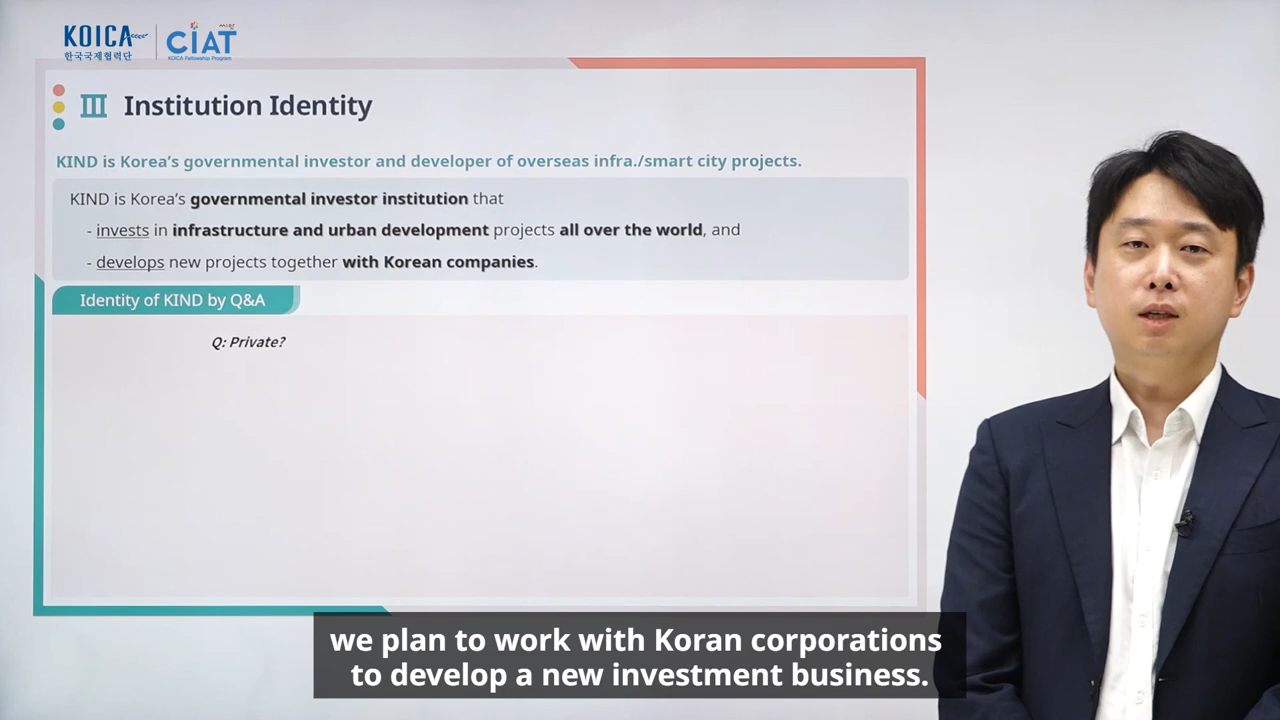 KOICA
한국국제협력단
CIAT
KOICA Fellowship Program
III Institution Identity
KIND is Korea’s governmental investor and developer of overseas infra./smart city projects.
KIND is Korea’s governmental investor institution that
- invests in infrastructure and urban development projects all over the world, and
- develops new projects together with Korean companies.
Identity of KIND by Q&A
Q: Private?
we plan to work with Koran corporations
to develop a new investment business.